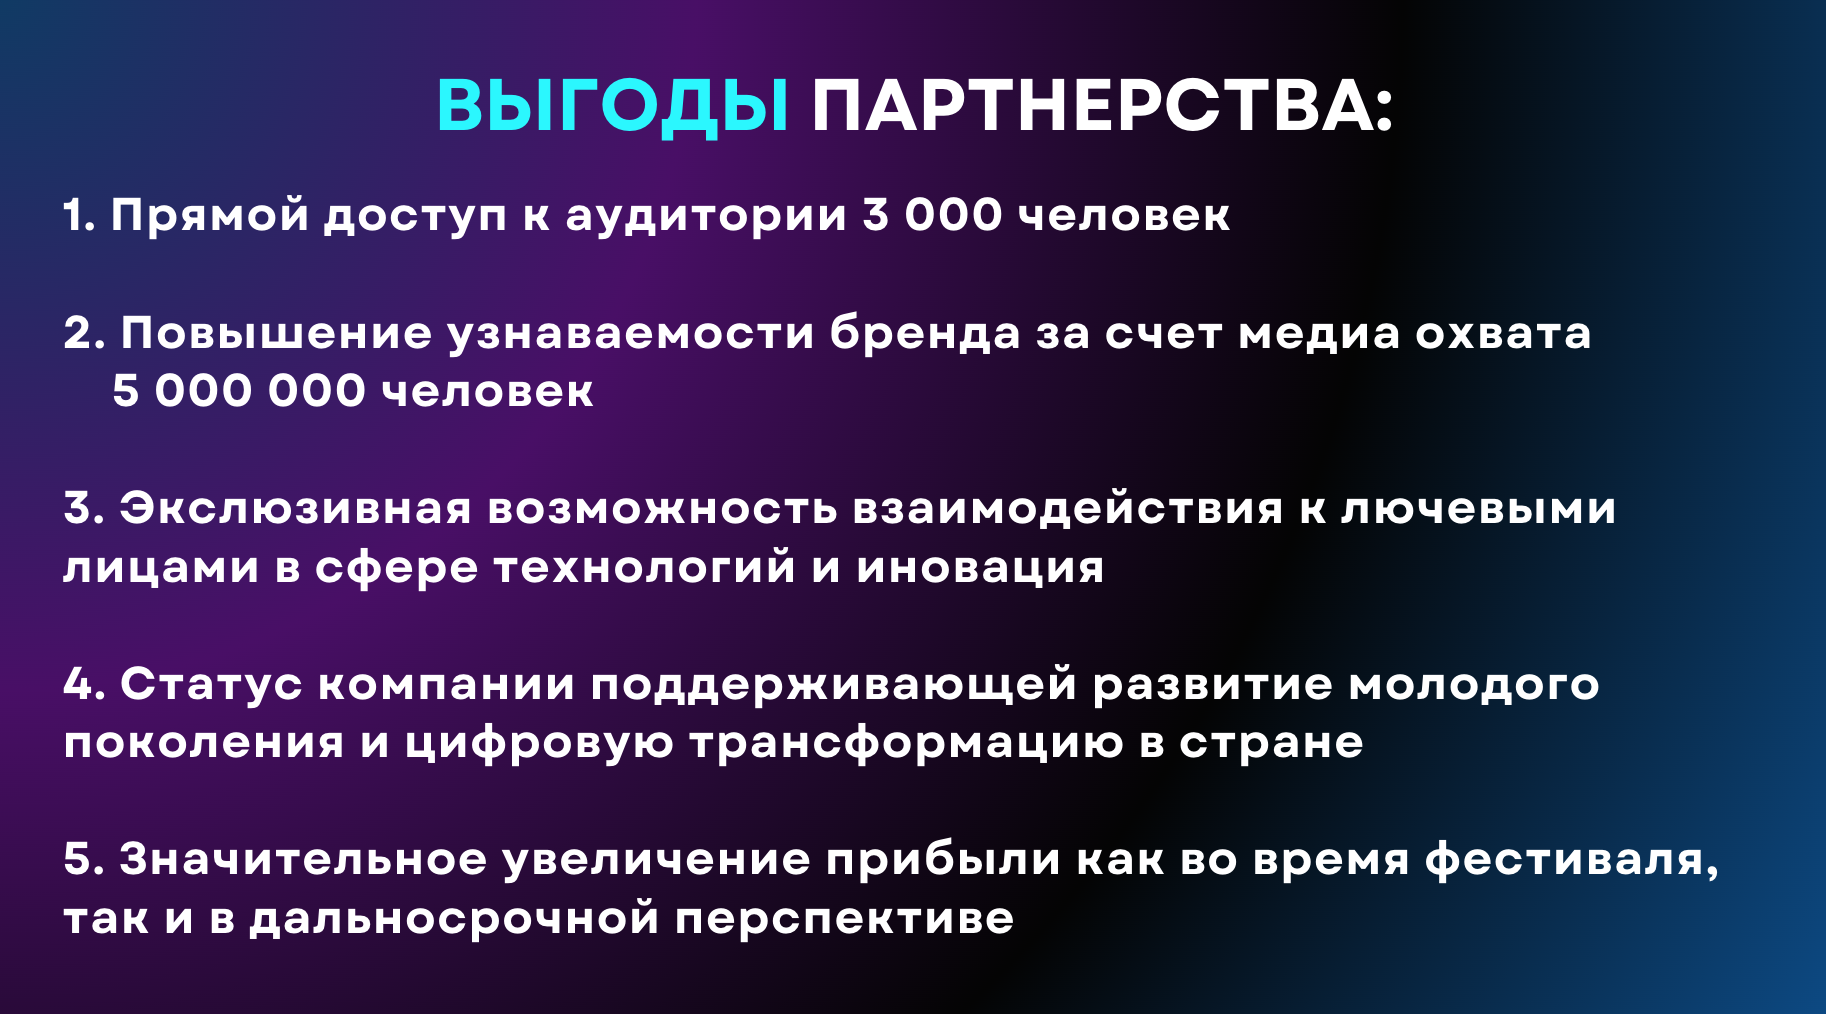 ВЫГОДЫ ПАРТНЕРСТВА:
1. Прямой доступ к аудитории 3 000 человек
2. Повышение узнаваемости бренда за счет медиа охвата
5 000 000 человек
3. Экслюзивная возможность взаимодействия к лючевыми
лицами в сфере технологий и иновация
4. Статус компании поддерживающей развитие молодого
поколения и цифровую трансформацию в стране
5. Значительное увеличение прибыли как во время фестиваля,
так и в дальносрочной перспективе